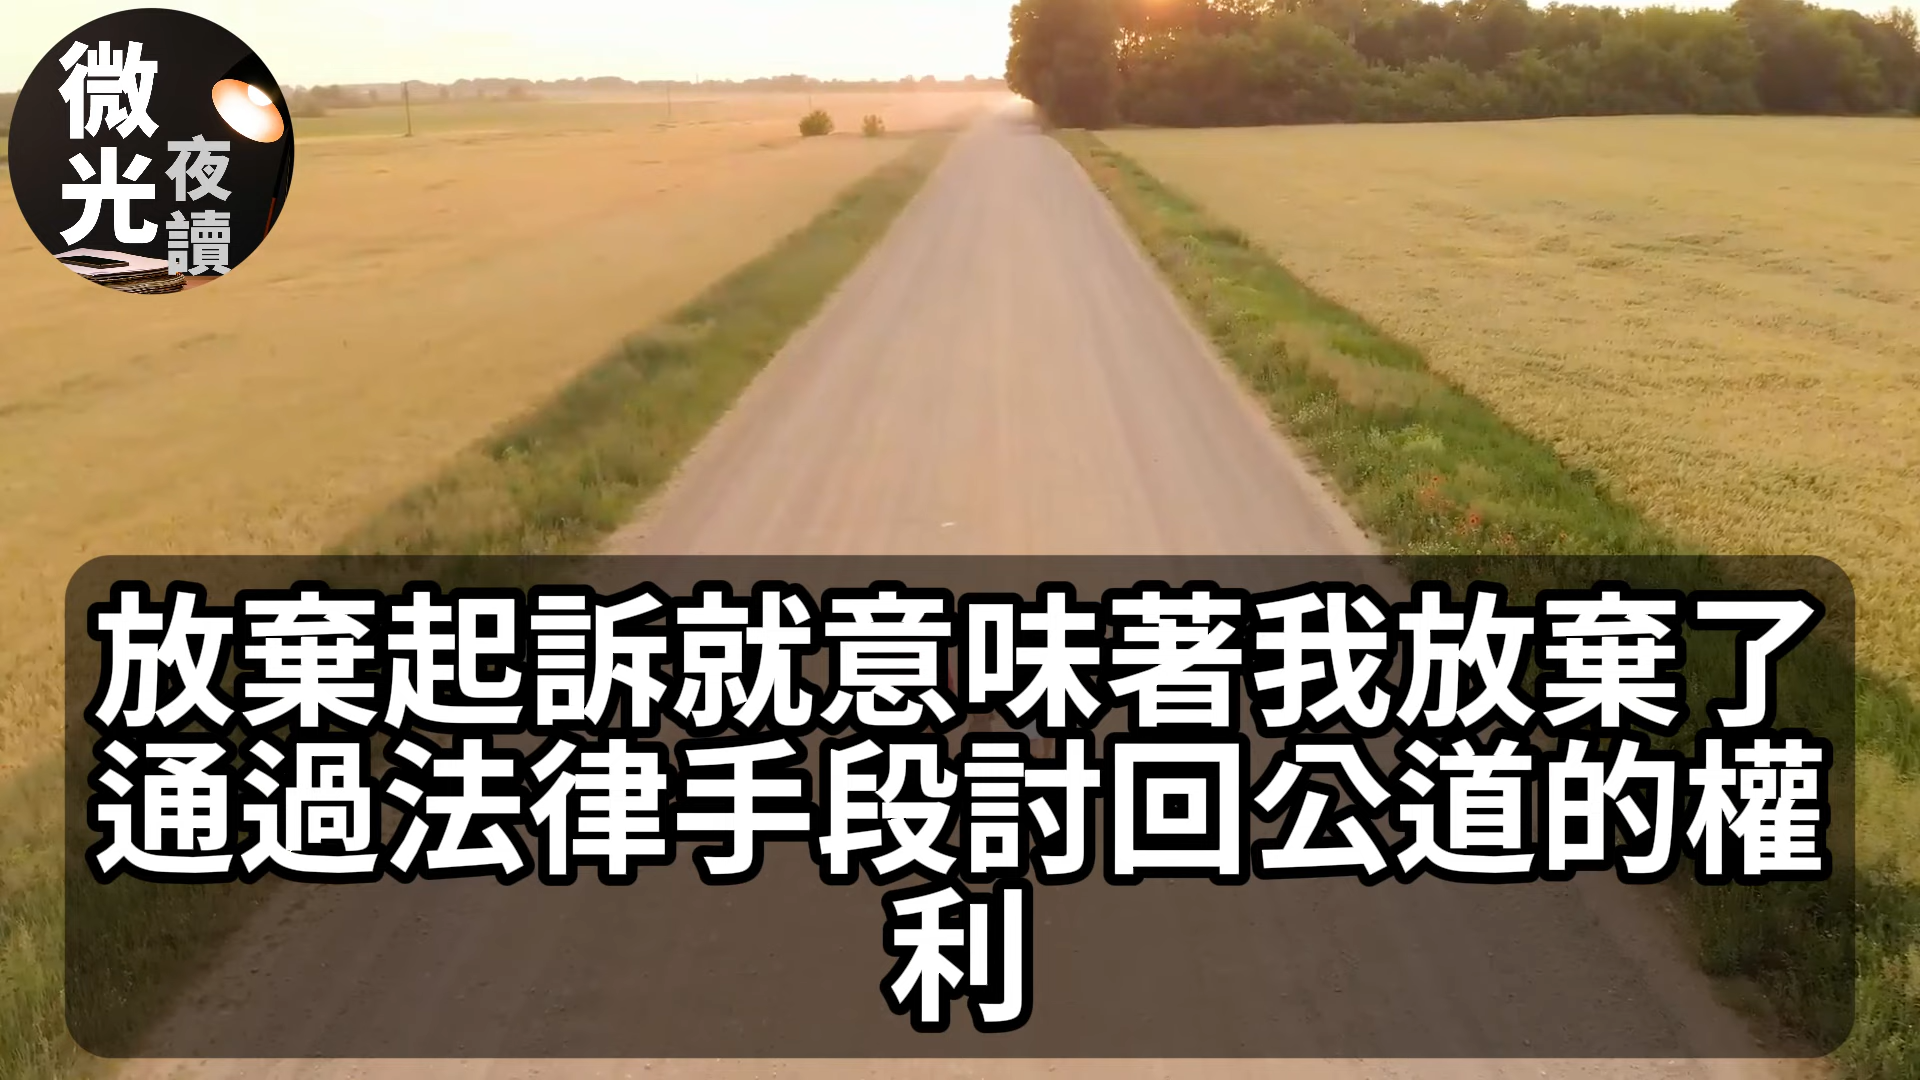 微光
夜讀
放棄起訴就意味著我放棄了
通過法律手段討回公道的權
利